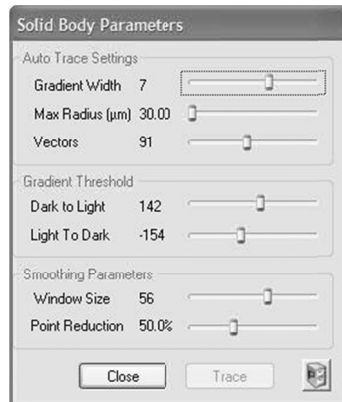 Solid Body Parameters
Auto Trace Settings
Gradient Width 7
Max Radius (µm) 30.00
Vectors 91
Gradient Threshold
Dark to Light 142
Light To Dark -154
Smoothing Parameters
Window Size 56
Point Reduction 50.0%
Close Trace